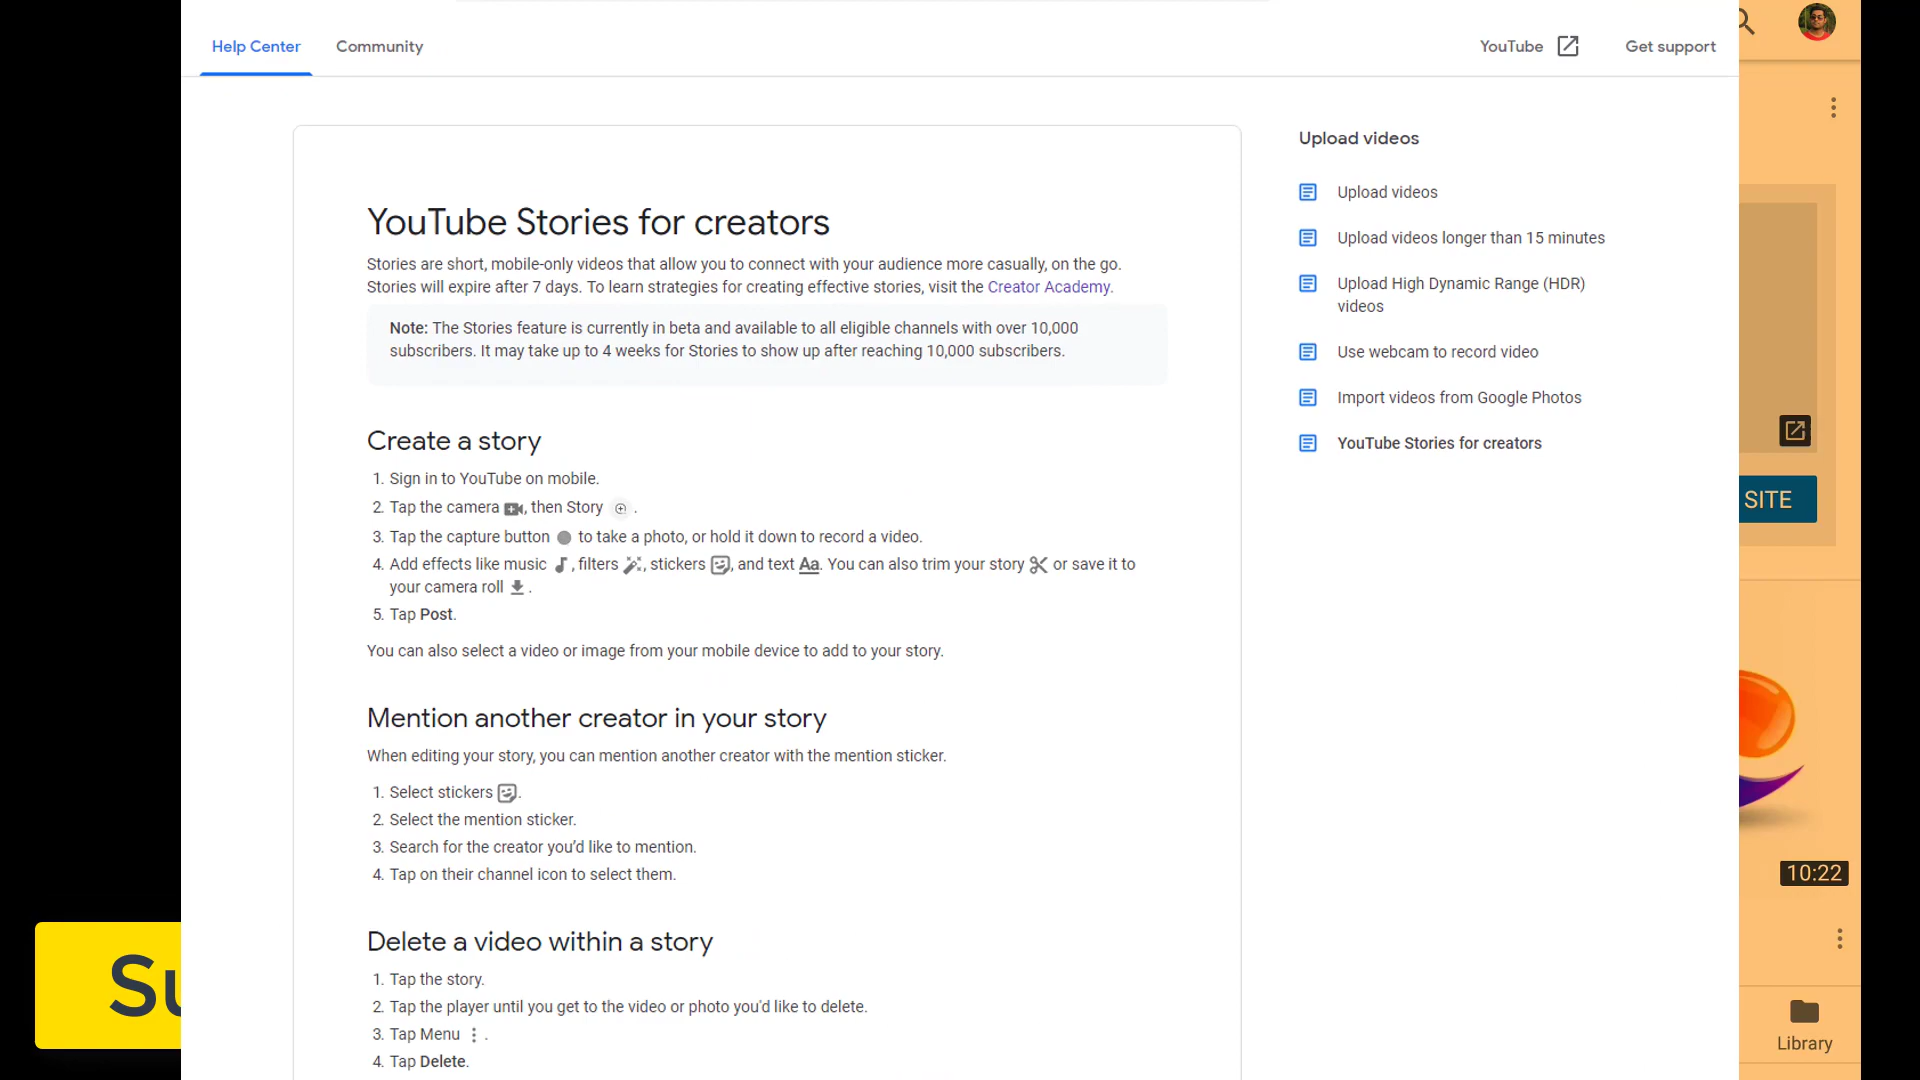 Help Center
Community
YouTube
Get support
YouTube Stories for creators
Stories are short, mobile-only videos that allow you to connect with your audience more casually, on the go.
Stories will expire after 7 days. To learn strategies for creating effective stories, visit the Creator Academy.
Note: The Stories feature is currently in beta and available to all eligible channels with over 10,000
subscribers. It may take up to 4 weeks for Stories to show up after reaching 10,000 subscribers.
Create a story
1. Sign in to YouTube on mobile.
2. Tap the camera , then Story .
3. Tap the capture button to take a photo, or hold it down to record a video.
4. Add effects like music , filters , stickers , and text Aa. You can also trim your story or save it to
your camera roll .
5. Tap Post.
You can also select a video or image from your mobile device to add to your story.
Mention another creator in your story
When editing your story, you can mention another creator with the mention sticker.
1. Select stickers .
2. Select the mention sticker.
3. Search for the creator you’d like to mention.
4. Tap on their channel icon to select them.
Delete a video within a story
1. Tap the story.
2. Tap the player until you get to the video or photo you'd like to delete.
3. Tap Menu .
4. Tap Delete.
Upload videos
Upload videos
Upload videos longer than 15 minutes
Upload High Dynamic Range (HDR)
videos
Use webcam to record video
Import videos from Google Photos
YouTube Stories for creators
SITE
10:22
Library
Su